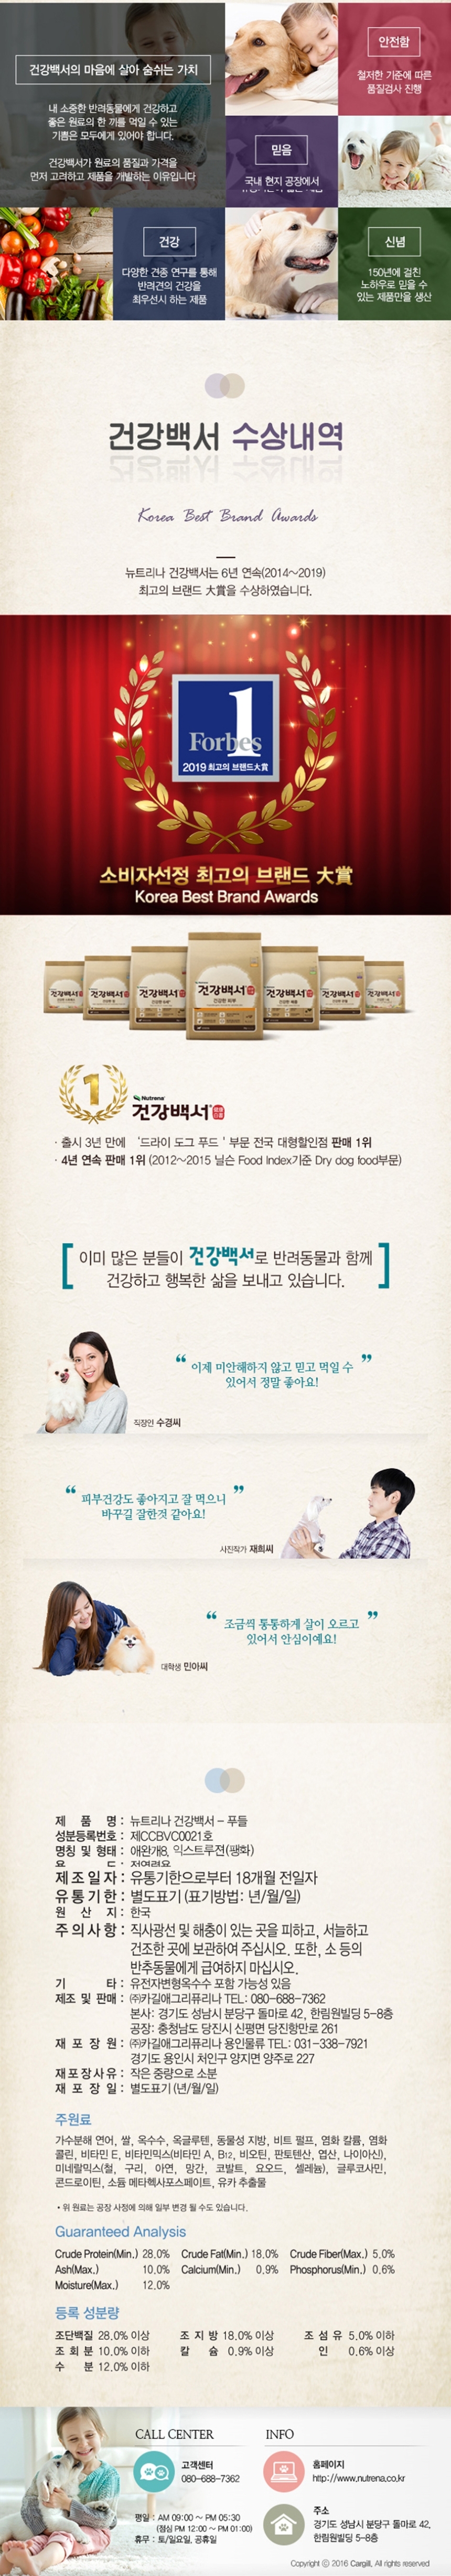 건강백서의 마음에 살아 숨쉬는 가치
내 소중한 반려동물에게 건강하고
좋은 원료의 한 끼를 먹일 수 있는
기쁨은 모두에게 있어야 합니다.
건강백서가 원료의 품질과 가격을
먼저 고려하고 제품을 개발하는 이유입니다
안전함
철저한 기준에 따른
품질검사 진행
믿음
국내 현지 공장에서
건강
다양한 견종 연구를 통해
반려견의 건강을
최우선시 하는 제품
신념
150년에 걸친
노하우로 믿을 수
있는 제품만을 생산
건강백서 수상내역
Korea Best Brand Awards
뉴트리나 건강백서는 6년 연속(2014~2019)
최고의 브랜드 大賞을 수상하였습니다.
1
Forbes
2019 최고의 브랜드大賞
소비자선정 최고의 브랜드 大賞
Korea Best Brand Awards
건강백서 건강백서 건강백서 건강백서 건강백서 건강백서 건강백서
1
Nutrena
건강백서
· 출시 3년 만에 '드라이 도그 푸드' 부문 전국 대형할인점 판매 1위
· 4년 연속 판매 1위 (2012~2015 닐슨 Food Index기준 Dry dog food부문)
[ 이미 많은 분들이 건강백서로 반려동물과 함께
건강하고 행복한 삶을 보내고 있습니다. ]
“ 이제 미안해하지 않고 믿고 먹일 수 ”
있어서 정말 좋아요!
직장인 수경씨
“ 피부건강도 좋아지고 잘 먹으니 ”
바꾸길 잘한것 같아요!
사진작가 재희씨
“ 조금씩 통통하게 살이 오르고 ”
있어서 안심이예요!
대학생 민아씨
제 품 명 : 뉴트리나 건강백서 - 푸들
성분등록번호 : 제CCBVC0021호
명칭 및 형태 : 애완개8, 익스트루젼(팽화)
용 도 : 전연령용
제조일자 : 유통기한으로부터 18개월 전일자
유통기한 : 별도표기 (표기방법: 년/월/일)
원 산 지 : 한국
주의사항 : 직사광선 및 해충이 있는 곳을 피하고, 서늘하고
건조한 곳에 보관하여 주십시오. 또한, 소 등의
반추동물에게 급여하지 마십시오.
기 타 : 유전자변형옥수수 포함 가능성 있음
제조 및 판매 : ㈜카길애그리퓨리나 TEL: 080-688-7362
본사: 경기도 성남시 분당구 돌마로 42, 한림원빌딩 5-8층
공장: 충청남도 당진시 신평면 당진항만로 261
재 포 장 원 : ㈜카길애그리퓨리나 용인물류 TEL: 031-338-7921
경기도 용인시 처인구 양지면 양주로 227
재포장사유 : 작은 중량으로 소분
재 포 장 일 : 별도표기 (년/월/일)
주원료
가수분해 연어, 쌀, 옥수수, 옥글루텐, 동물성 지방, 비트 펄프, 염화 칼륨, 염화
콜린, 비타민 E, 비타민믹스(비타민 A, B12, 비오틴, 판토텐산, 엽산, 나이아신),
미네랄믹스(철, 구리, 아연, 망간, 코발트, 요오드, 셀레늄), 글루코사민,
콘드로이틴, 소듐 메타헥사포스페이트, 유카 추출물
• 위 원료는 공장 사정에 의해 일부 변경 될 수도 있습니다.
Guaranteed Analysis
Crude Protein(Min.) 28.0% Crude Fat(Min.) 18.0% Crude Fiber(Max.) 5.0%
Ash(Max.) 10.0% Calcium(Min.) 0.9% Phosphorus(Min.) 0.6%
Moisture(Max.) 12.0%
등록 성분량
조단백질 28.0% 이상 조 지 방 18.0% 이상 조 섬 유 5.0% 이하
조 회 분 10.0% 이하 칼 슘 0.9% 이상 인 0.6% 이상
수 분 12.0% 이하
CALL CENTER
고객센터
080-688-7362
평일 : AM 09:00 ~ PM 05:30
(점심 PM 12:00 ~ PM 01:00)
휴무 : 토/일요일, 공휴일
INFO
홈페이지
http://www.nutrena.co.kr
주소
경기도 성남시 분당구 돌마로 42,
한림원빌딩 5-8층
Copyright ⓒ 2016 Cargill, All rights reserved